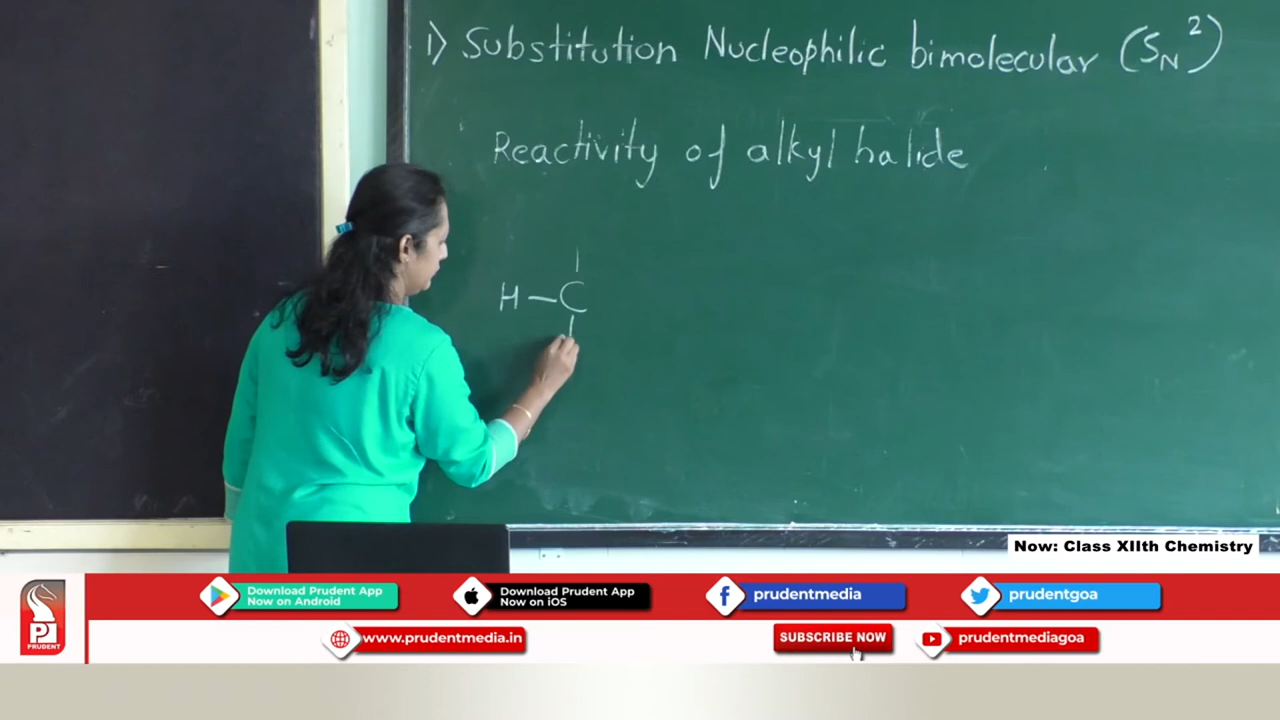 1) Substitution Nucleophilic bimolecular (SN²)
Reactivity of alkyl halide
H—C
Now: Class XIIth Chemistry
Download Prudent App
Now on Android
Download Prudent App
Now on iOS
prudentmedia
prudentgoa
PRUDENT
www.prudentmedia.in
SUBSCRIBE NOW
prudentmediagoa